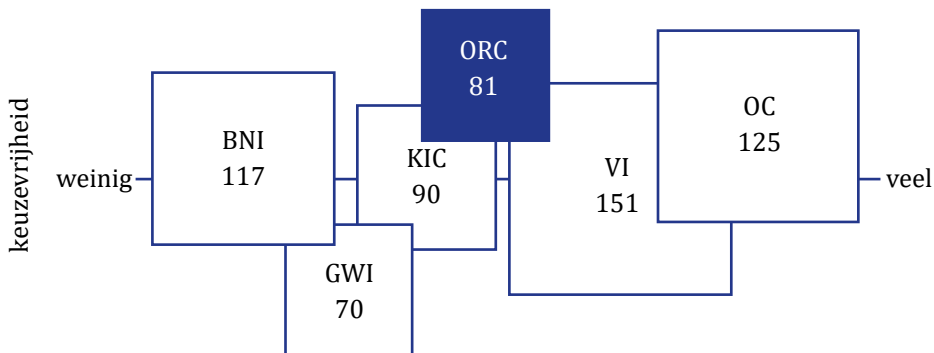 keuzevrijheid
weinig
BNI
117
GWI
70
KIC
90
ORC
81
VI
151
OC
125
veel